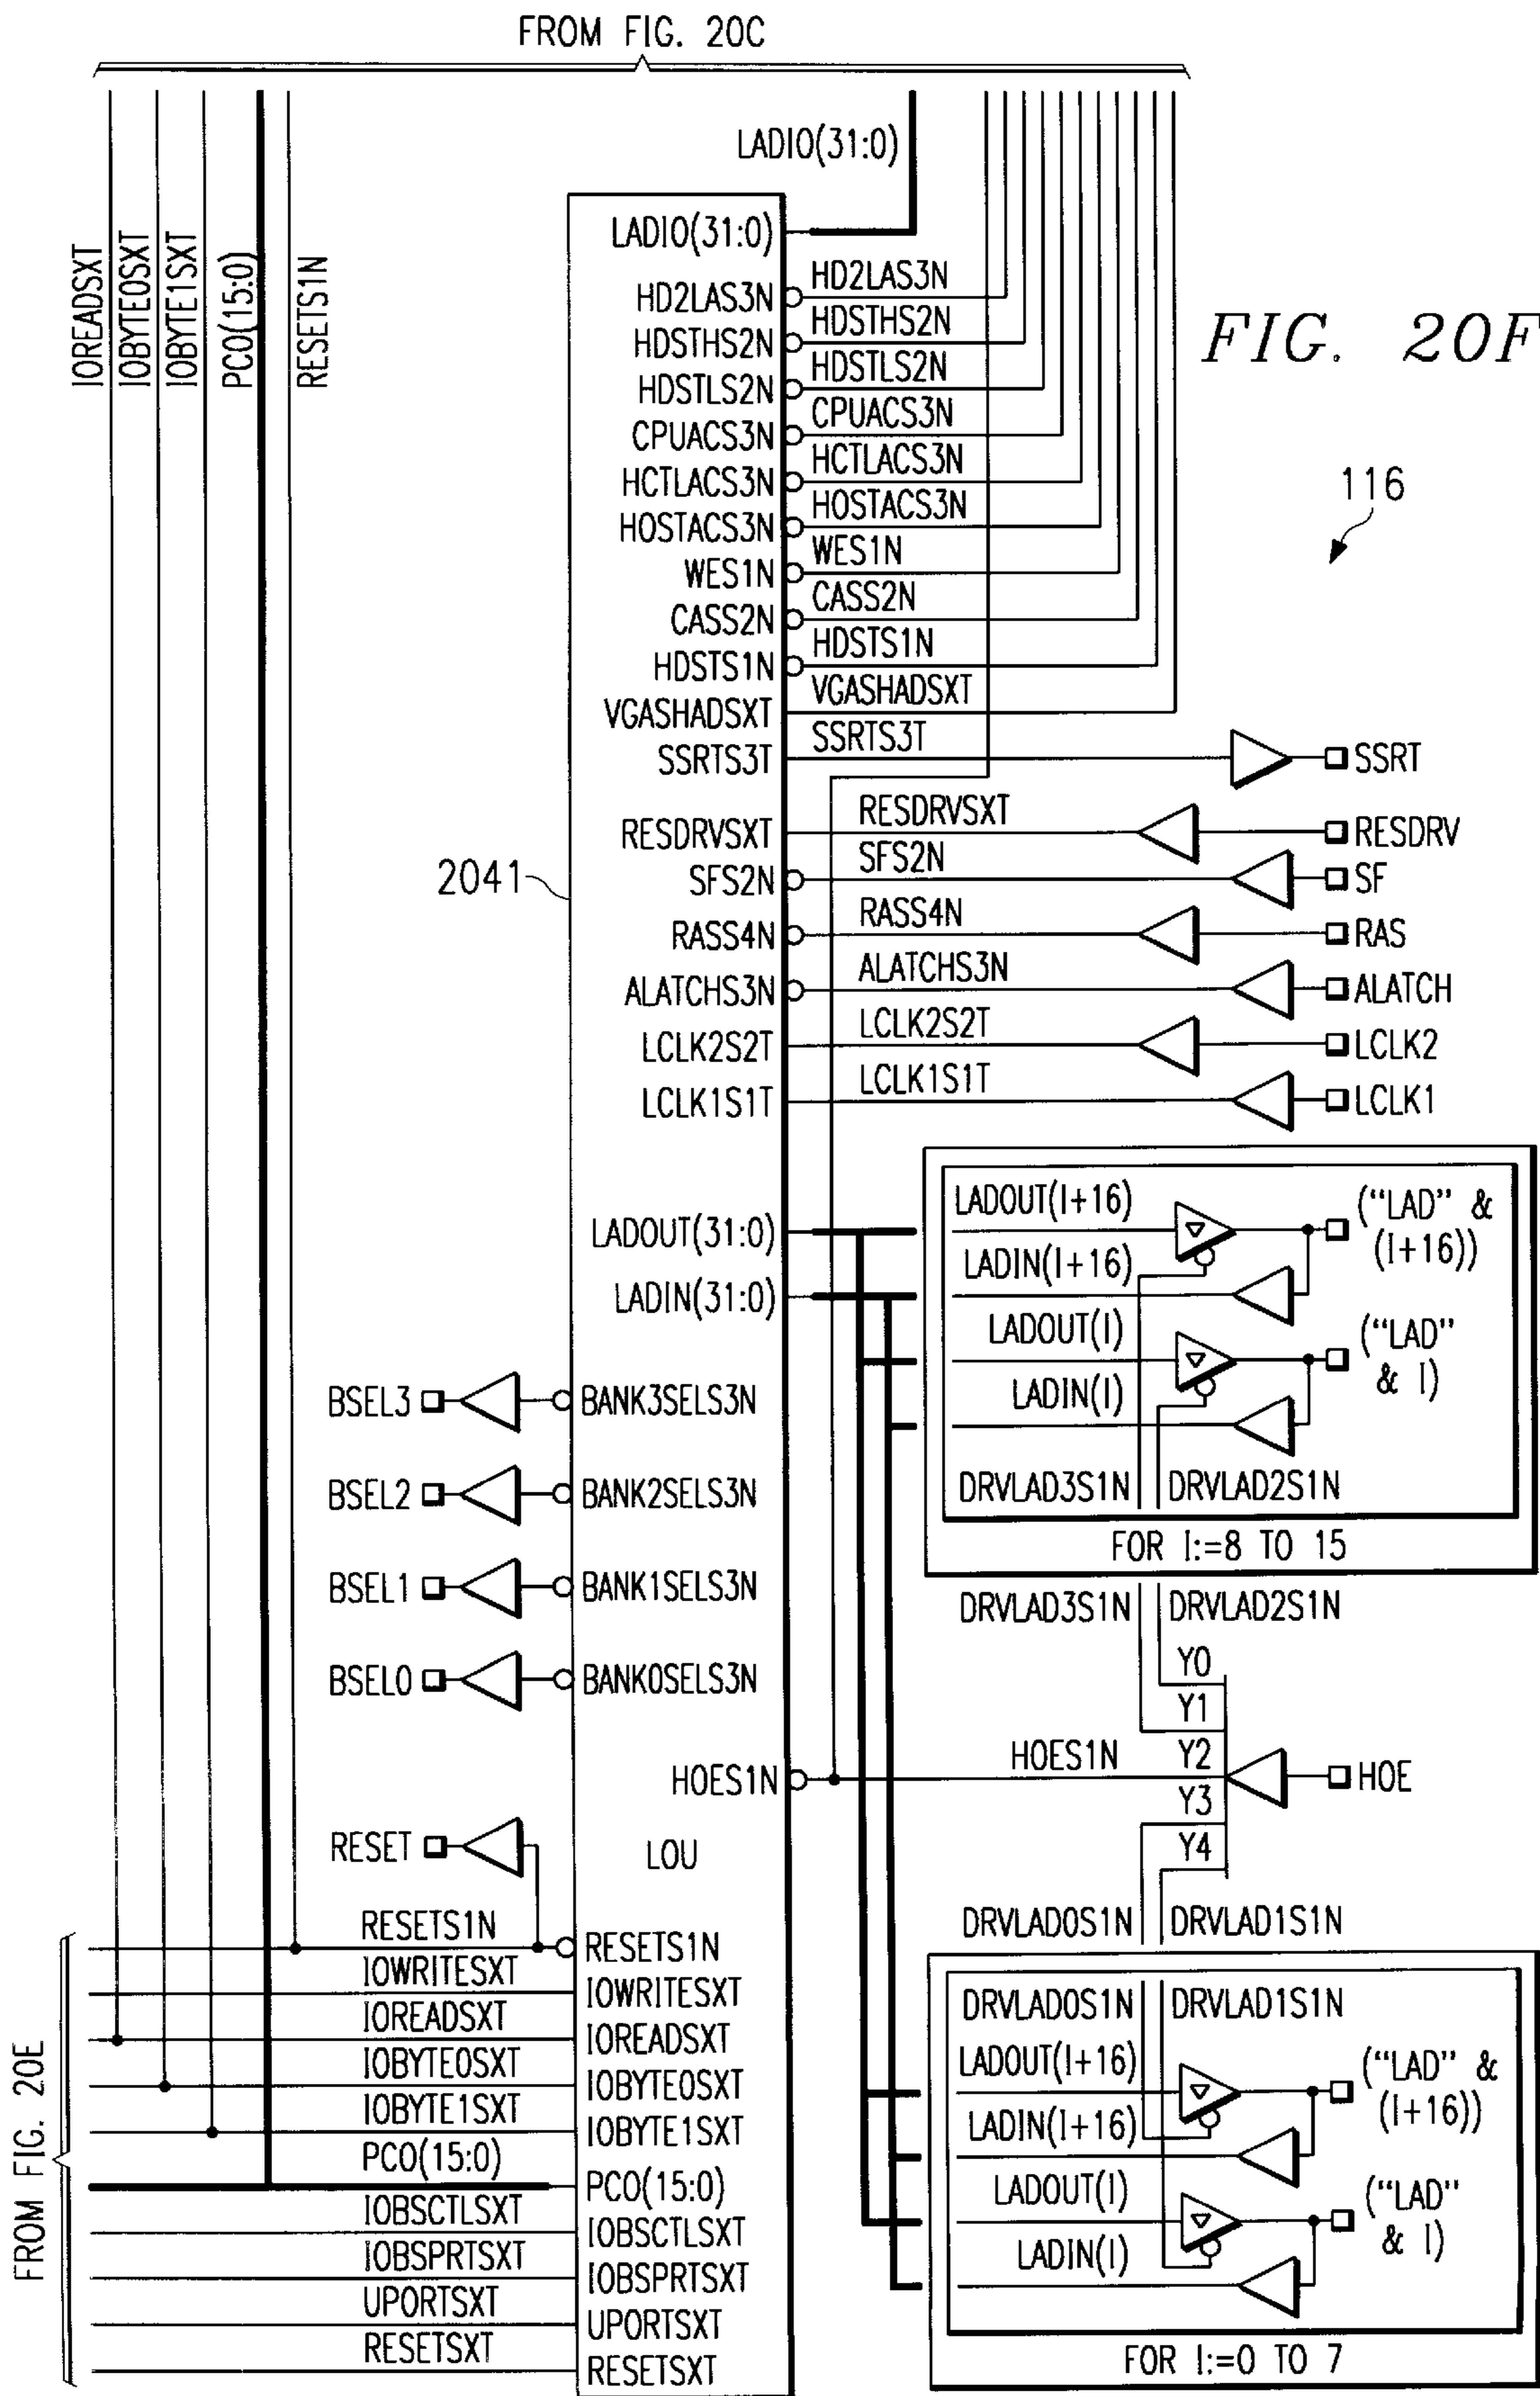 FROM FIG. 20C
LADIO(31:0)
IOREADSXT
IOBYTE0SXT
IOBYTE1SXT
PCO(15:0)
RESETS1N
FIG. 20F
116
2041
LADIO(31:0)
HD2LAS3N HD2LAS3N
HDSTHS2N HDSTHS2N
HDSTLS2N HDSTLS2N
CPUACS3N CPUACS3N
HCTLACS3N HCTLACS3N
HOSTACS3N HOSTACS3N
WES1N WES1N
CASS2N CASS2N
HDSTS1N HDSTS1N
VGASHADSXT VGASHADSXT
SSRTS3T SSRTS3T SSRT
RESDRVSXT RESDRVSXT RESDRV
SFS2N SFS2N SF
RASS4N RASS4N RAS
ALATCHS3N ALATCHS3N ALATCH
LCLK2S2T LCLK2S2T LCLK2
LCLK1S1T LCLK1S1T LCLK1
LADOUT(31:0)
LADIN(31:0)
LADOUT(I+16) ("LAD" &
LADIN(I+16) (I+16))
LADOUT(I) ("LAD"
LADIN(I) & I)
DRVLAD3S1N DRVLAD2S1N
FOR I:=8 TO 15
DRVLAD3S1N DRVLAD2S1N
BSEL3 BANK3SELS3N
BSEL2 BANK2SELS3N
BSEL1 BANK1SELS3N
BSEL0 BANK0SELS3N
Y0
Y1
Y2
Y3
Y4
HOES1N HOES1N HOE
RESET
LOU
DRVLAD0S1N DRVLAD1S1N
DRVLAD0S1N DRVLAD1S1N
LADOUT(I+16) ("LAD" &
LADIN(I+16) (I+16))
LADOUT(I) ("LAD"
LADIN(I) & I)
FOR I:=0 TO 7
FROM FIG. 20E
RESETS1N RESETS1N
IOWRITESXT IOWRITESXT
IOREADSXT IOREADSXT
IOBYTE0SXT IOBYTE0SXT
IOBYTE1SXT IOBYTE1SXT
PCO(15:0) PCO(15:0)
IOBSCTLSXT IOBSCTLSXT
IOBSPRTSXT IOBSPRTSXT
UPORTSXT UPORTSXT
RESETSXT RESETSXT